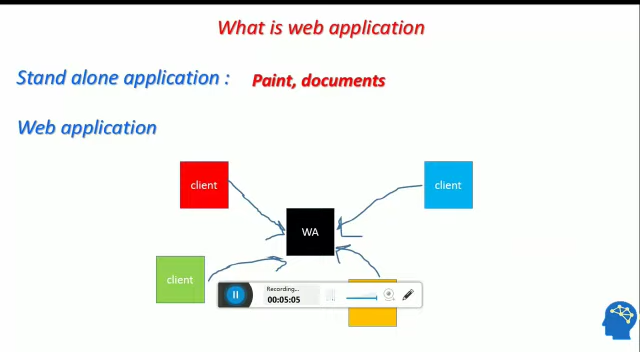 What is web application
Stand alone application : Paint, documents
Web application
client
client
WA
client
Recording...
00:05:05